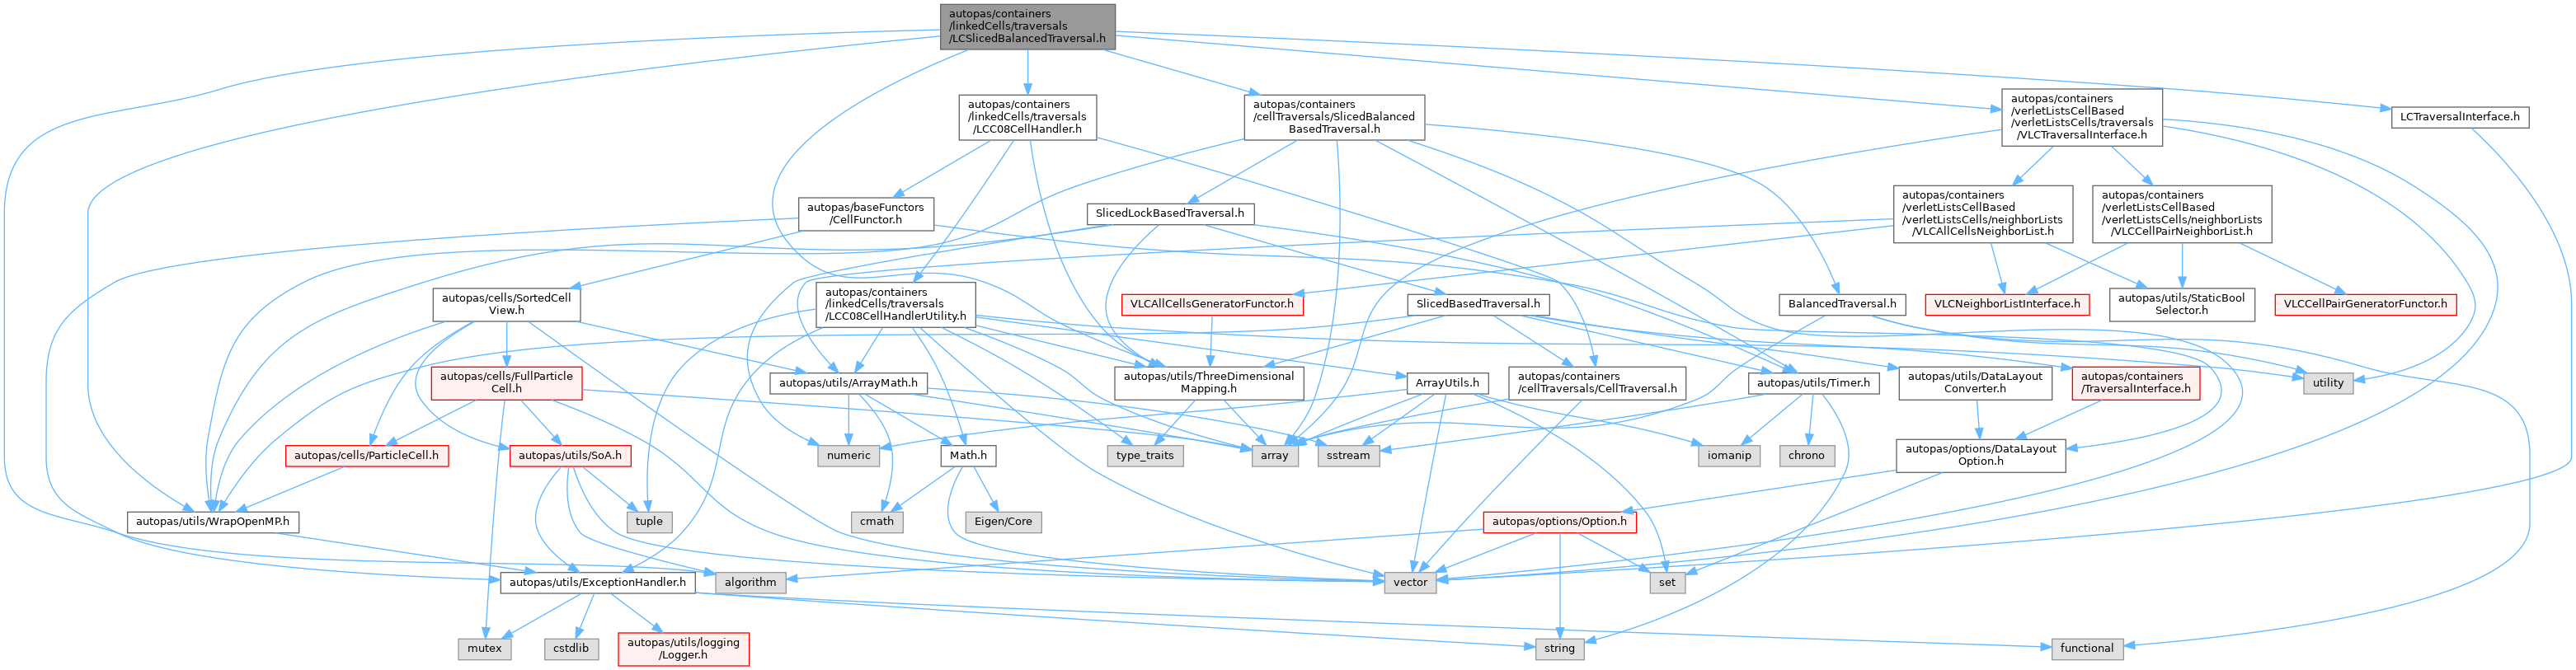 autopas/containers
/linkedCells/traversals
/LCSlicedBalancedTraversal.h
autopas/containers
/linkedCells/traversals
/LCC08CellHandler.h
autopas/containers
/cellTraversals/SlicedBalanced
BasedTraversal.h
autopas/containers
/verletListsCellBased
/verletListsCells/traversals
/VLCTraversalInterface.h
LCTraversalInterface.h
autopas/baseFunctors
/CellFunctor.h
SlicedLockBasedTraversal.h
autopas/containers
/verletListsCellBased
/verletListsCells/neighborLists
/VLCAllCellsNeighborList.h
autopas/containers
/verletListsCellBased
/verletListsCells/neighborLists
/VLCCellPairNeighborList.h
autopas/cells/SortedCell
View.h
autopas/containers
/linkedCells/traversals
/LCC08CellHandlerUtility.h
VLCAllCellsGeneratorFunctor.h
SlicedBasedTraversal.h
BalancedTraversal.h
VLCNeighborListInterface.h
autopas/utils/StaticBool
Selector.h
VLCCellPairGeneratorFunctor.h
autopas/cells/FullParticle
Cell.h
autopas/utils/ArrayMath.h
autopas/utils/ThreeDimensional
Mapping.h
ArrayUtils.h
autopas/containers
/cellTraversals/CellTraversal.h
autopas/utils/Timer.h
autopas/utils/DataLayout
Converter.h
autopas/containers
/TraversalInterface.h
utility
autopas/cells/ParticleCell.h
autopas/utils/SoA.h
numeric
Math.h
type_traits
array
sstream
iomanip
chrono
autopas/options/DataLayout
Option.h
autopas/utils/WrapOpenMP.h
tuple
cmath
Eigen/Core
autopas/options/Option.h
autopas/utils/ExceptionHandler.h
algorithm
vector
set
mutex
cstdlib
autopas/utils/logging
/Logger.h
string
functional